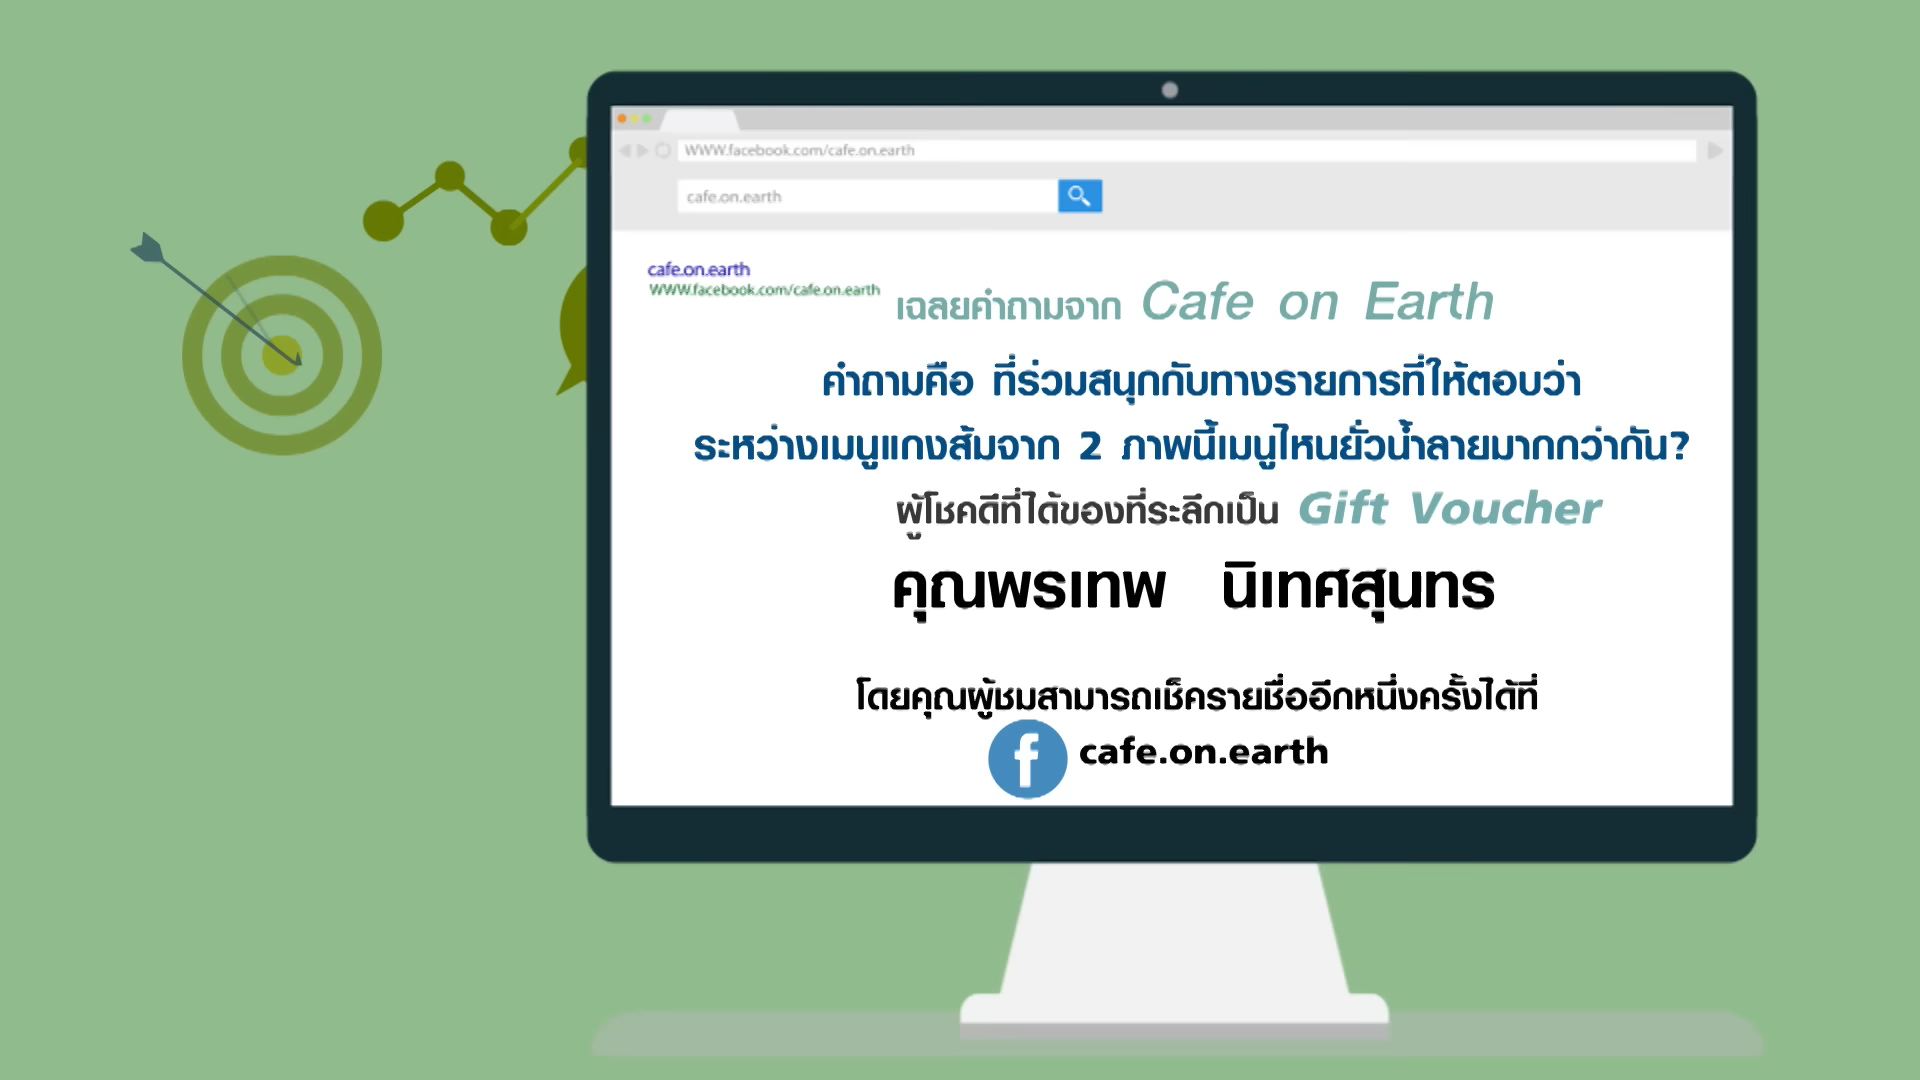 WWW.facebook.com/cafe.on.earth
cafe.on.earth
cafe.on.earth
WWW.facebook.com/cafe.on.earth
เฉลยคำถามจาก Cafe on Earth
คำถามคือ ที่ร่วมสนุกกับทางรายการที่ให้ตอบว่า
ระหว่างเมนูแกงส้มจาก 2 ภาพนี้เมนูไหนยั่วน้ำลายมากกว่ากัน?
ผู้โชคดีที่ได้ของที่ระลึกเป็น Gift Voucher
คุณพรเทพ นิเทศสุนทร
โดยคุณผู้ชมสามารถเช็ครายชื่ออีกหนึ่งครั้งได้ที่
f cafe.on.earth